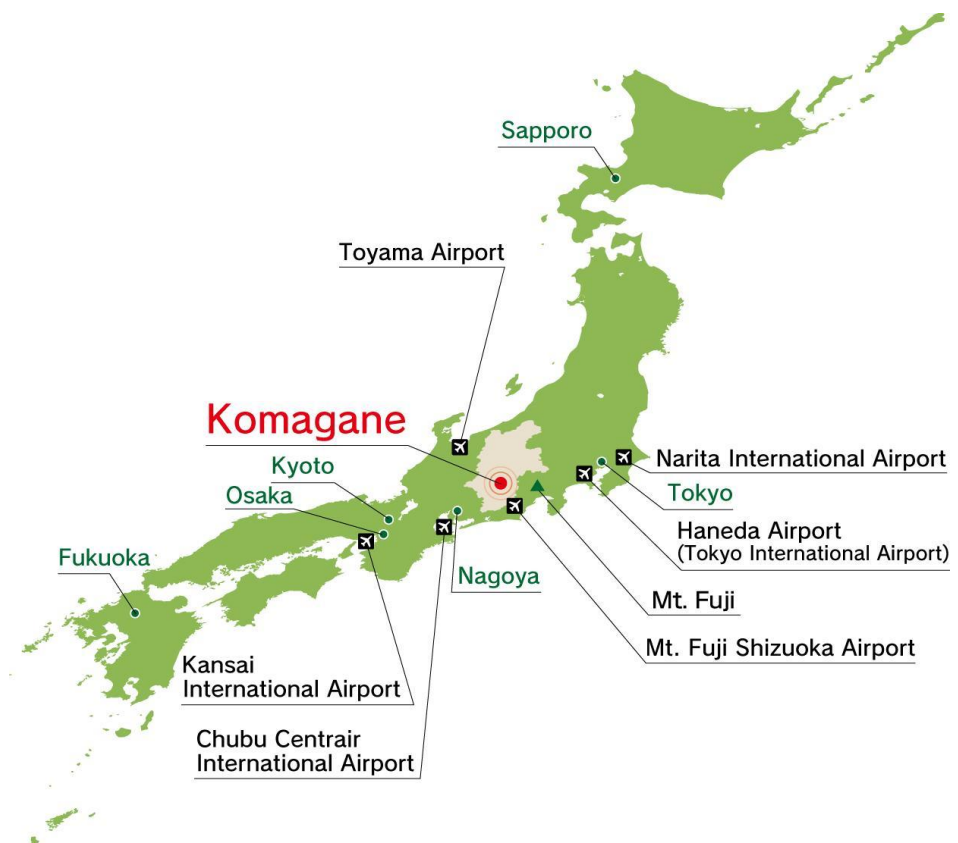 Sapporo
Toyama Airport
Komagane
Kyoto
Osaka
Fukuoka
Narita International Airport
Tokyo
Haneda Airport
(Tokyo International Airport)
Nagoya
Mt. Fuji
Mt. Fuji Shizuoka Airport
Kansai
International Airport
Chubu Centrair
International Airport